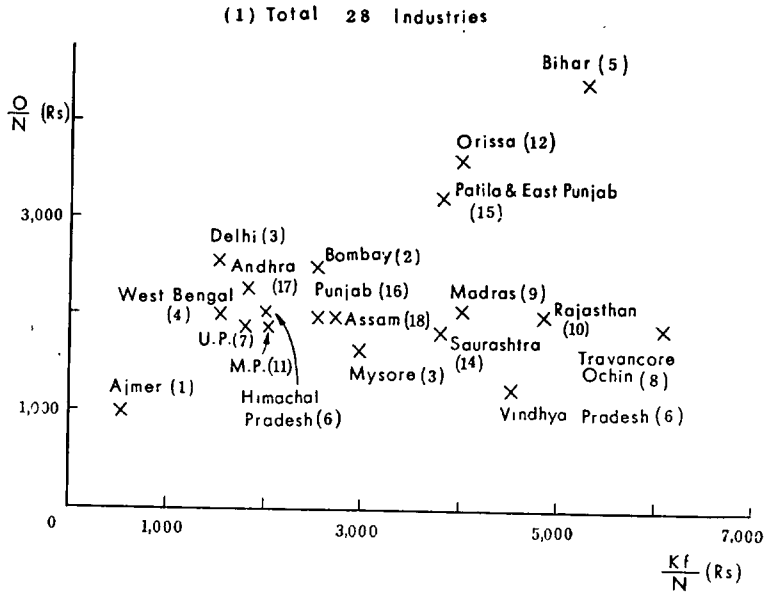 (1) Total 28 Industries
Bihar (5)
O/N (Rs)
Orissa (12)
Patila & East Punjab
(15)
3,000
Delhi (3)
Andhra
(17)
Bombay (2)
West Bengal
(4)
Punjab (16)
Madras (9)
Rajasthan
(10)
Assam (18)
U.P. (7)
M.P. (11)
Saurashtra
(14)
Travancore
Ochin (8)
Mysore (3)
Ajmer (1)
Himachal
Pradesh (6)
Vindhya Pradesh (6)
1,000
0
1,000
3,000
5,000
7,000
Kf/N (Rs)